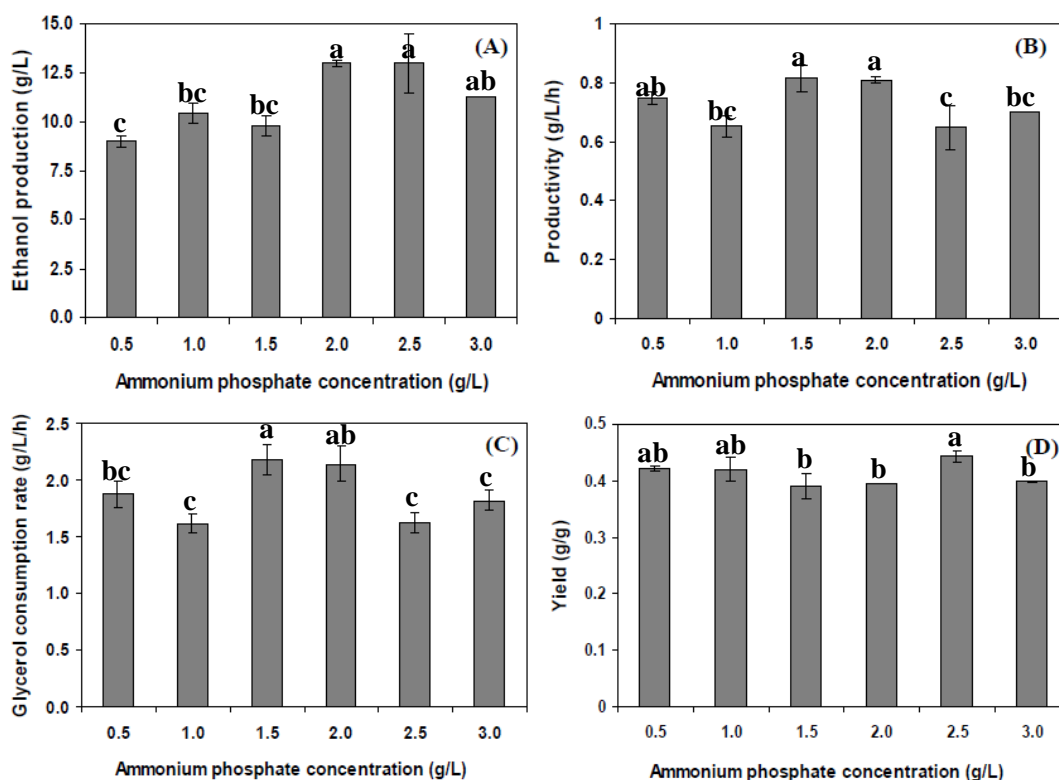 (A)
Ethanol production (g/L)
15.0
12.5
10.0
7.5
5.0
2.5
0.0
c
bc
bc
a
a
ab
0.5 1.0 1.5 2.0 2.5 3.0
Ammonium phosphate concentration (g/L)
(B)
Productivity (g/L/h)
1
0.8
0.6
0.4
0.2
0
ab
bc
a
a
c
bc
0.5 1.0 1.5 2.0 2.5 3.0
Ammonium phosphate concentration (g/L)
(C)
Glycerol consumption rate (g/L/h)
2.5
2.0
1.5
1.0
0.5
0.0
bc
c
a
ab
c
c
0.5 1.0 1.5 2.0 2.5 3.0
Ammonium phosphate concentration (g/L)
(D)
Yield (g/g)
0.5
0.4
0.3
0.2
0.1
0
ab
ab
b
b
a
b
0.5 1.0 1.5 2.0 2.5 3.0
Ammonium phosphate concentration (g/L)